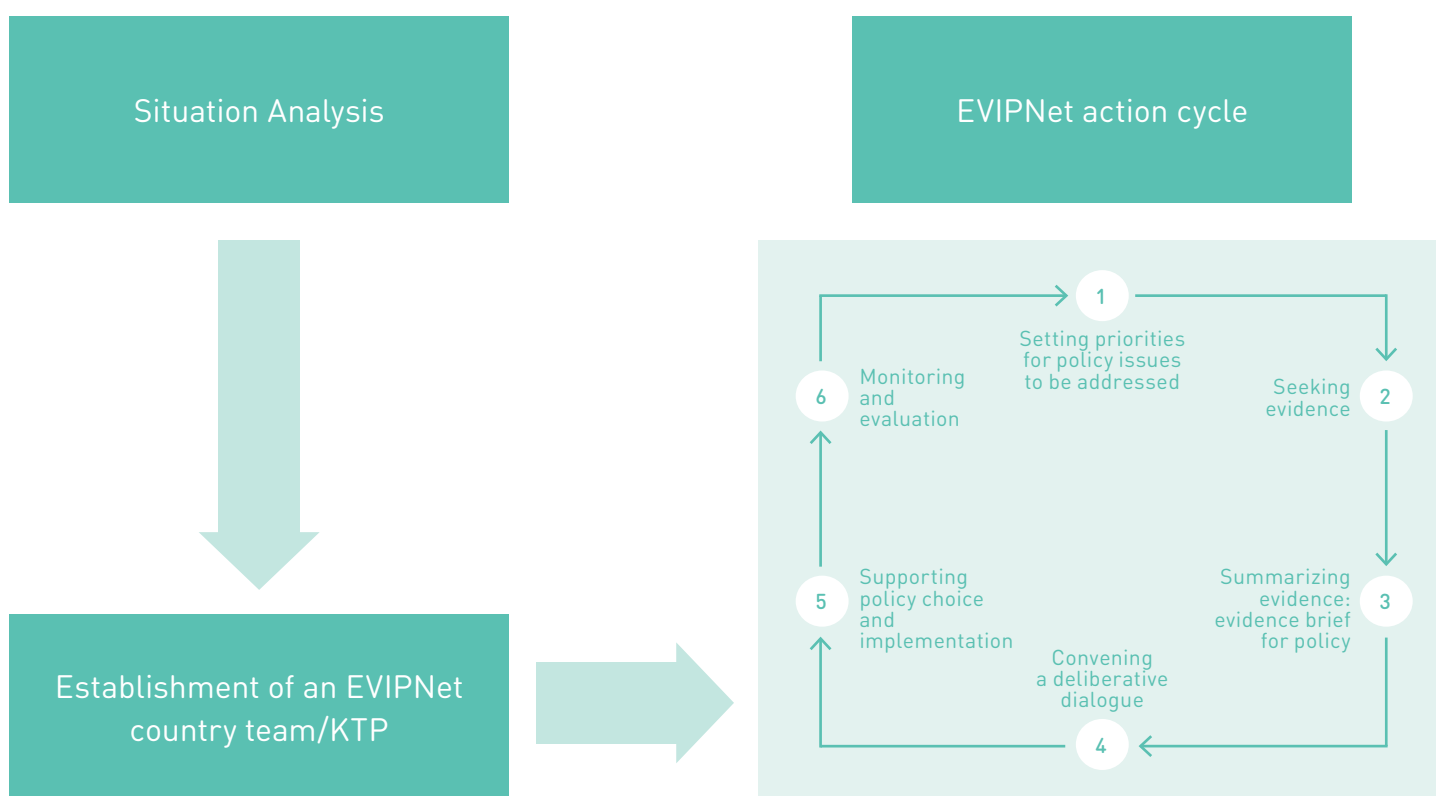 Situation Analysis
Establishment of an EVIPNet
country team/KTP
EVIPNet action cycle
1
Setting priorities
for policy issues
to be addressed
2
Seeking
evidence
3
Summarizing
evidence:
evidence brief
for policy
4
Convening
a deliberative
dialogue
5
Supporting
policy choice
and
implementation
6
Monitoring
and
evaluation